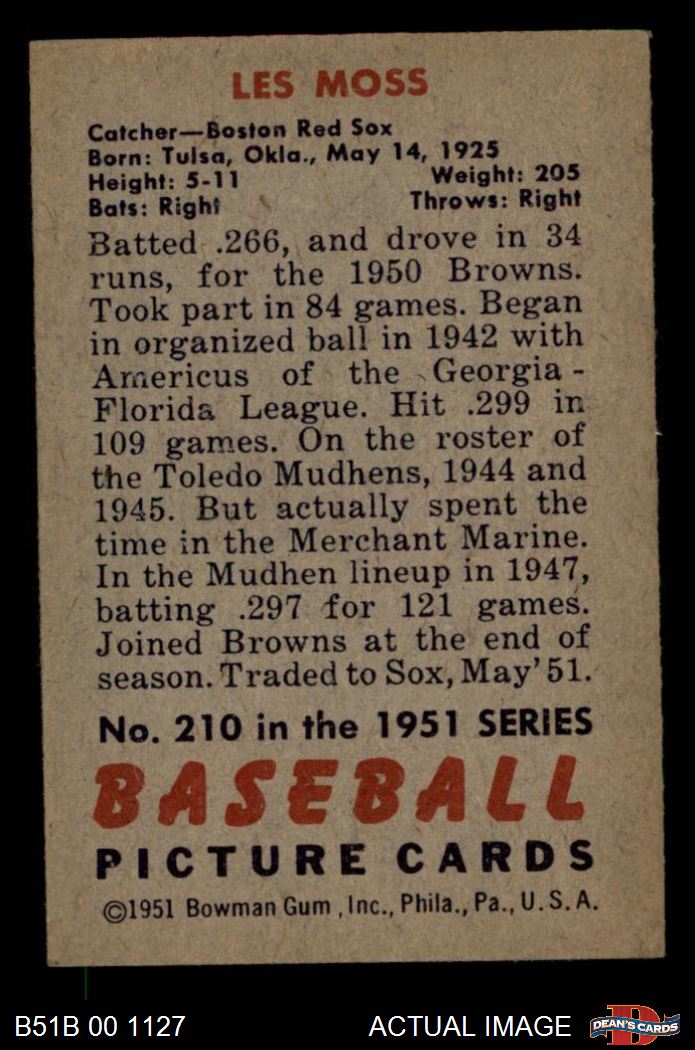 LES MOSS
Catcher—Boston Red Sox
Born: Tulsa, Okla., May 14, 1925
Height: 5-11 Weight: 205
Bats: Right Throws: Right
Batted .266, and drove in 34
runs, for the 1950 Browns.
Took part in 84 games. Began
in organized ball in 1942 with
Americus of the Georgia-
Florida League. Hit .299 in
109 games. On the roster of
the Toledo Mudhens, 1944 and
1945. But actually spent the
time in the Merchant Marine.
In the Mudhen lineup in 1947,
batting .297 for 121 games.
Joined Browns at the end of
season. Traded to Sox, May '51.
No. 210 in the 1951 SERIES
BASEBALL
PICTURE CARDS
©1951 Bowman Gum, Inc., Phila., Pa., U.S.A.
B51B 00 1127 ACTUAL IMAGE D DEAN'S CARDS